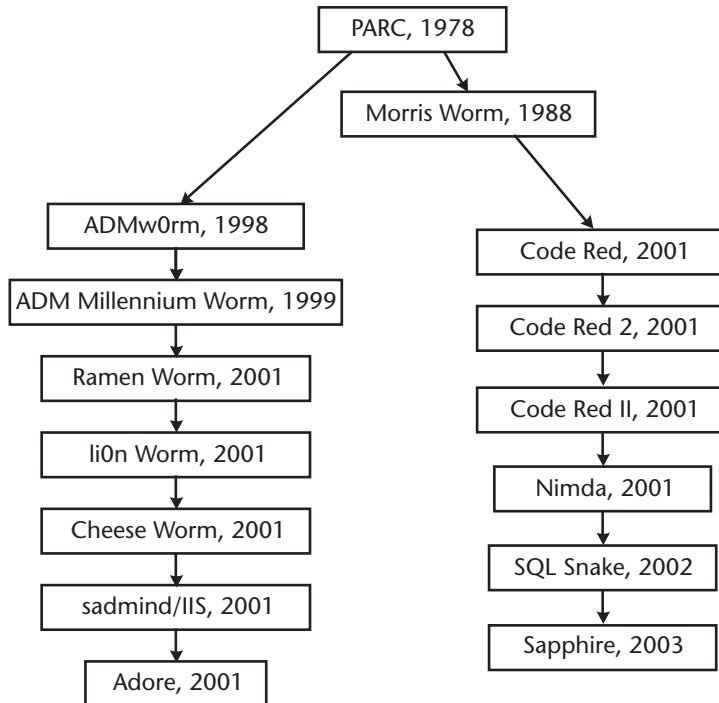 PARC, 1978
Morris Worm, 1988
ADMw0rm, 1998
ADM Millennium Worm, 1999
Ramen Worm, 2001
li0n Worm, 2001
Cheese Worm, 2001
sadmind/IIS, 2001
Adore, 2001
Code Red, 2001
Code Red 2, 2001
Code Red II, 2001
Nimda, 2001
SQL Snake, 2002
Sapphire, 2003